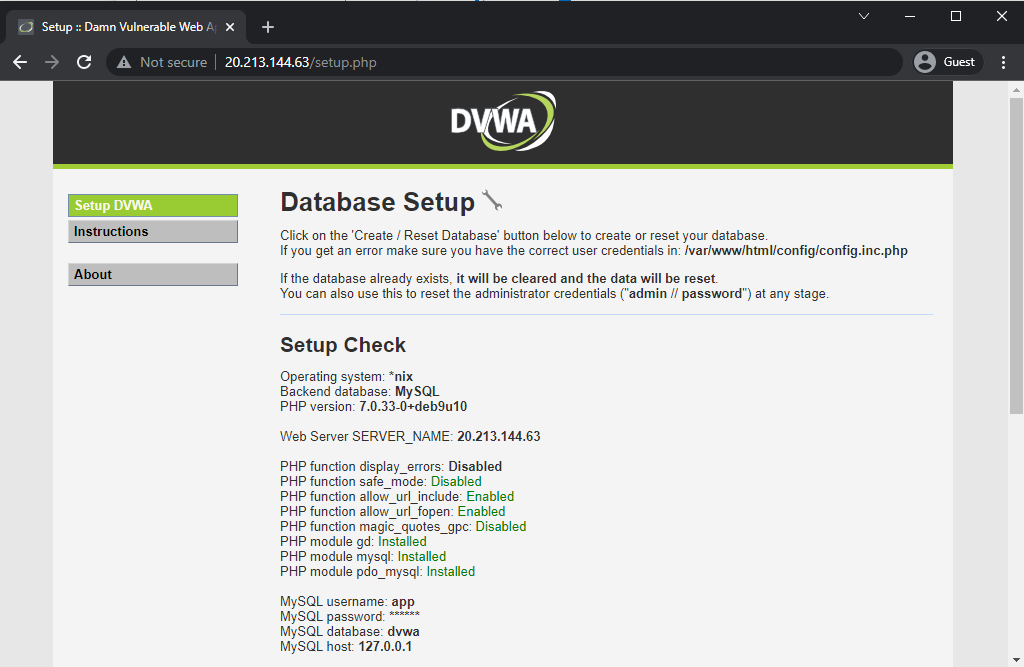 Setup :: Damn Vulnerable Web Ap
Not secure
20.213.144.63/setup.php
Guest
DVWA
Setup DVWA
Instructions
About
Database Setup
Click on the 'Create / Reset Database' button below to create or reset your database.
If you get an error make sure you have the correct user credentials in: /var/www/html/config/config.inc.php
If the database already exists, it will be cleared and the data will be reset.
You can also use this to reset the administrator credentials ("admin // password") at any stage.
Setup Check
Operating system: *nix
Backend database: MySQL
PHP version: 7.0.33-0+deb9u10
Web Server SERVER_NAME: 20.213.144.63
PHP function display_errors: Disabled
PHP function safe_mode: Disabled
PHP function allow_url_include: Enabled
PHP function allow_url_fopen: Enabled
PHP function magic_quotes_gpc: Disabled
PHP module gd: Installed
PHP module mysql: Installed
PHP module pdo_mysql: Installed
MySQL username: app
MySQL password: ******
MySQL database: dvwa
MySQL host: 127.0.0.1